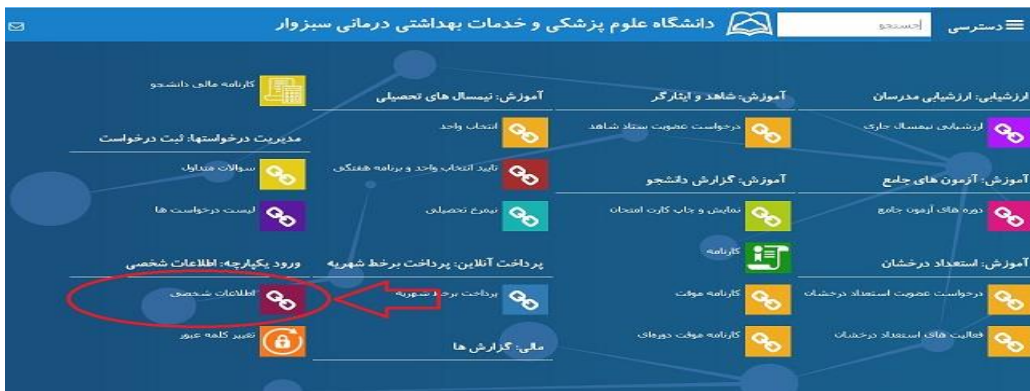 دسترسی
جستجو
دانشگاه علوم پزشکی و خدمات بهداشتی درمانی سبزوار
ارزشیابی: ارزشیابی مدرسان
ارزشیابی نیمسال جاری
آموزش: آزمون های جامع
دوره های آزمون جامع
آموزش: استعداد درخشان
درخواست عضویت استعداد درخشان
فعالیت های استعداد درخشان
آموزش: شاهد و ایثارگر
درخواست عضویت ستاد شاهد
آموزش: گزارش دانشجو
نمایش و چاپ کارت امتحان
کارنامه
کارنامه موقت
کارنامه موقت دوره‌ای
آموزش: نیمسال های تحصیلی
انتخاب واحد
تایید انتخاب واحد و برنامه هفتگی
نیمرخ تحصیلی
پرداخت آنلاین: پرداخت برخط شهریه
پرداخت برخط شهریه
مالی: گزارش ها
کارنامه مالی دانشجو
مدیریت درخواستها: ثبت درخواست
سوالات متداول
لیست درخواست ها
ورود یکپارچه: اطلاعات شخصی
اطلاعات شخصی
تغییر کلمه عبور